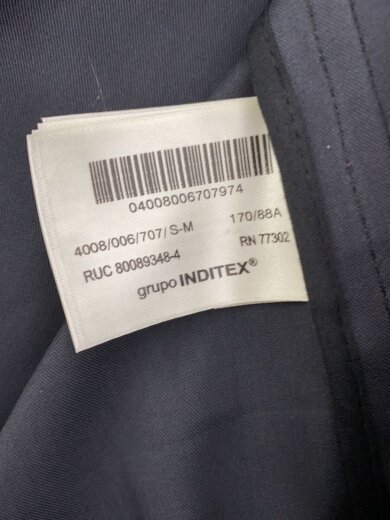 04008006707974
4008/006/707/ S-M 170/88A
RUC 80089348-4 RN 77302
grupo INDITEX®